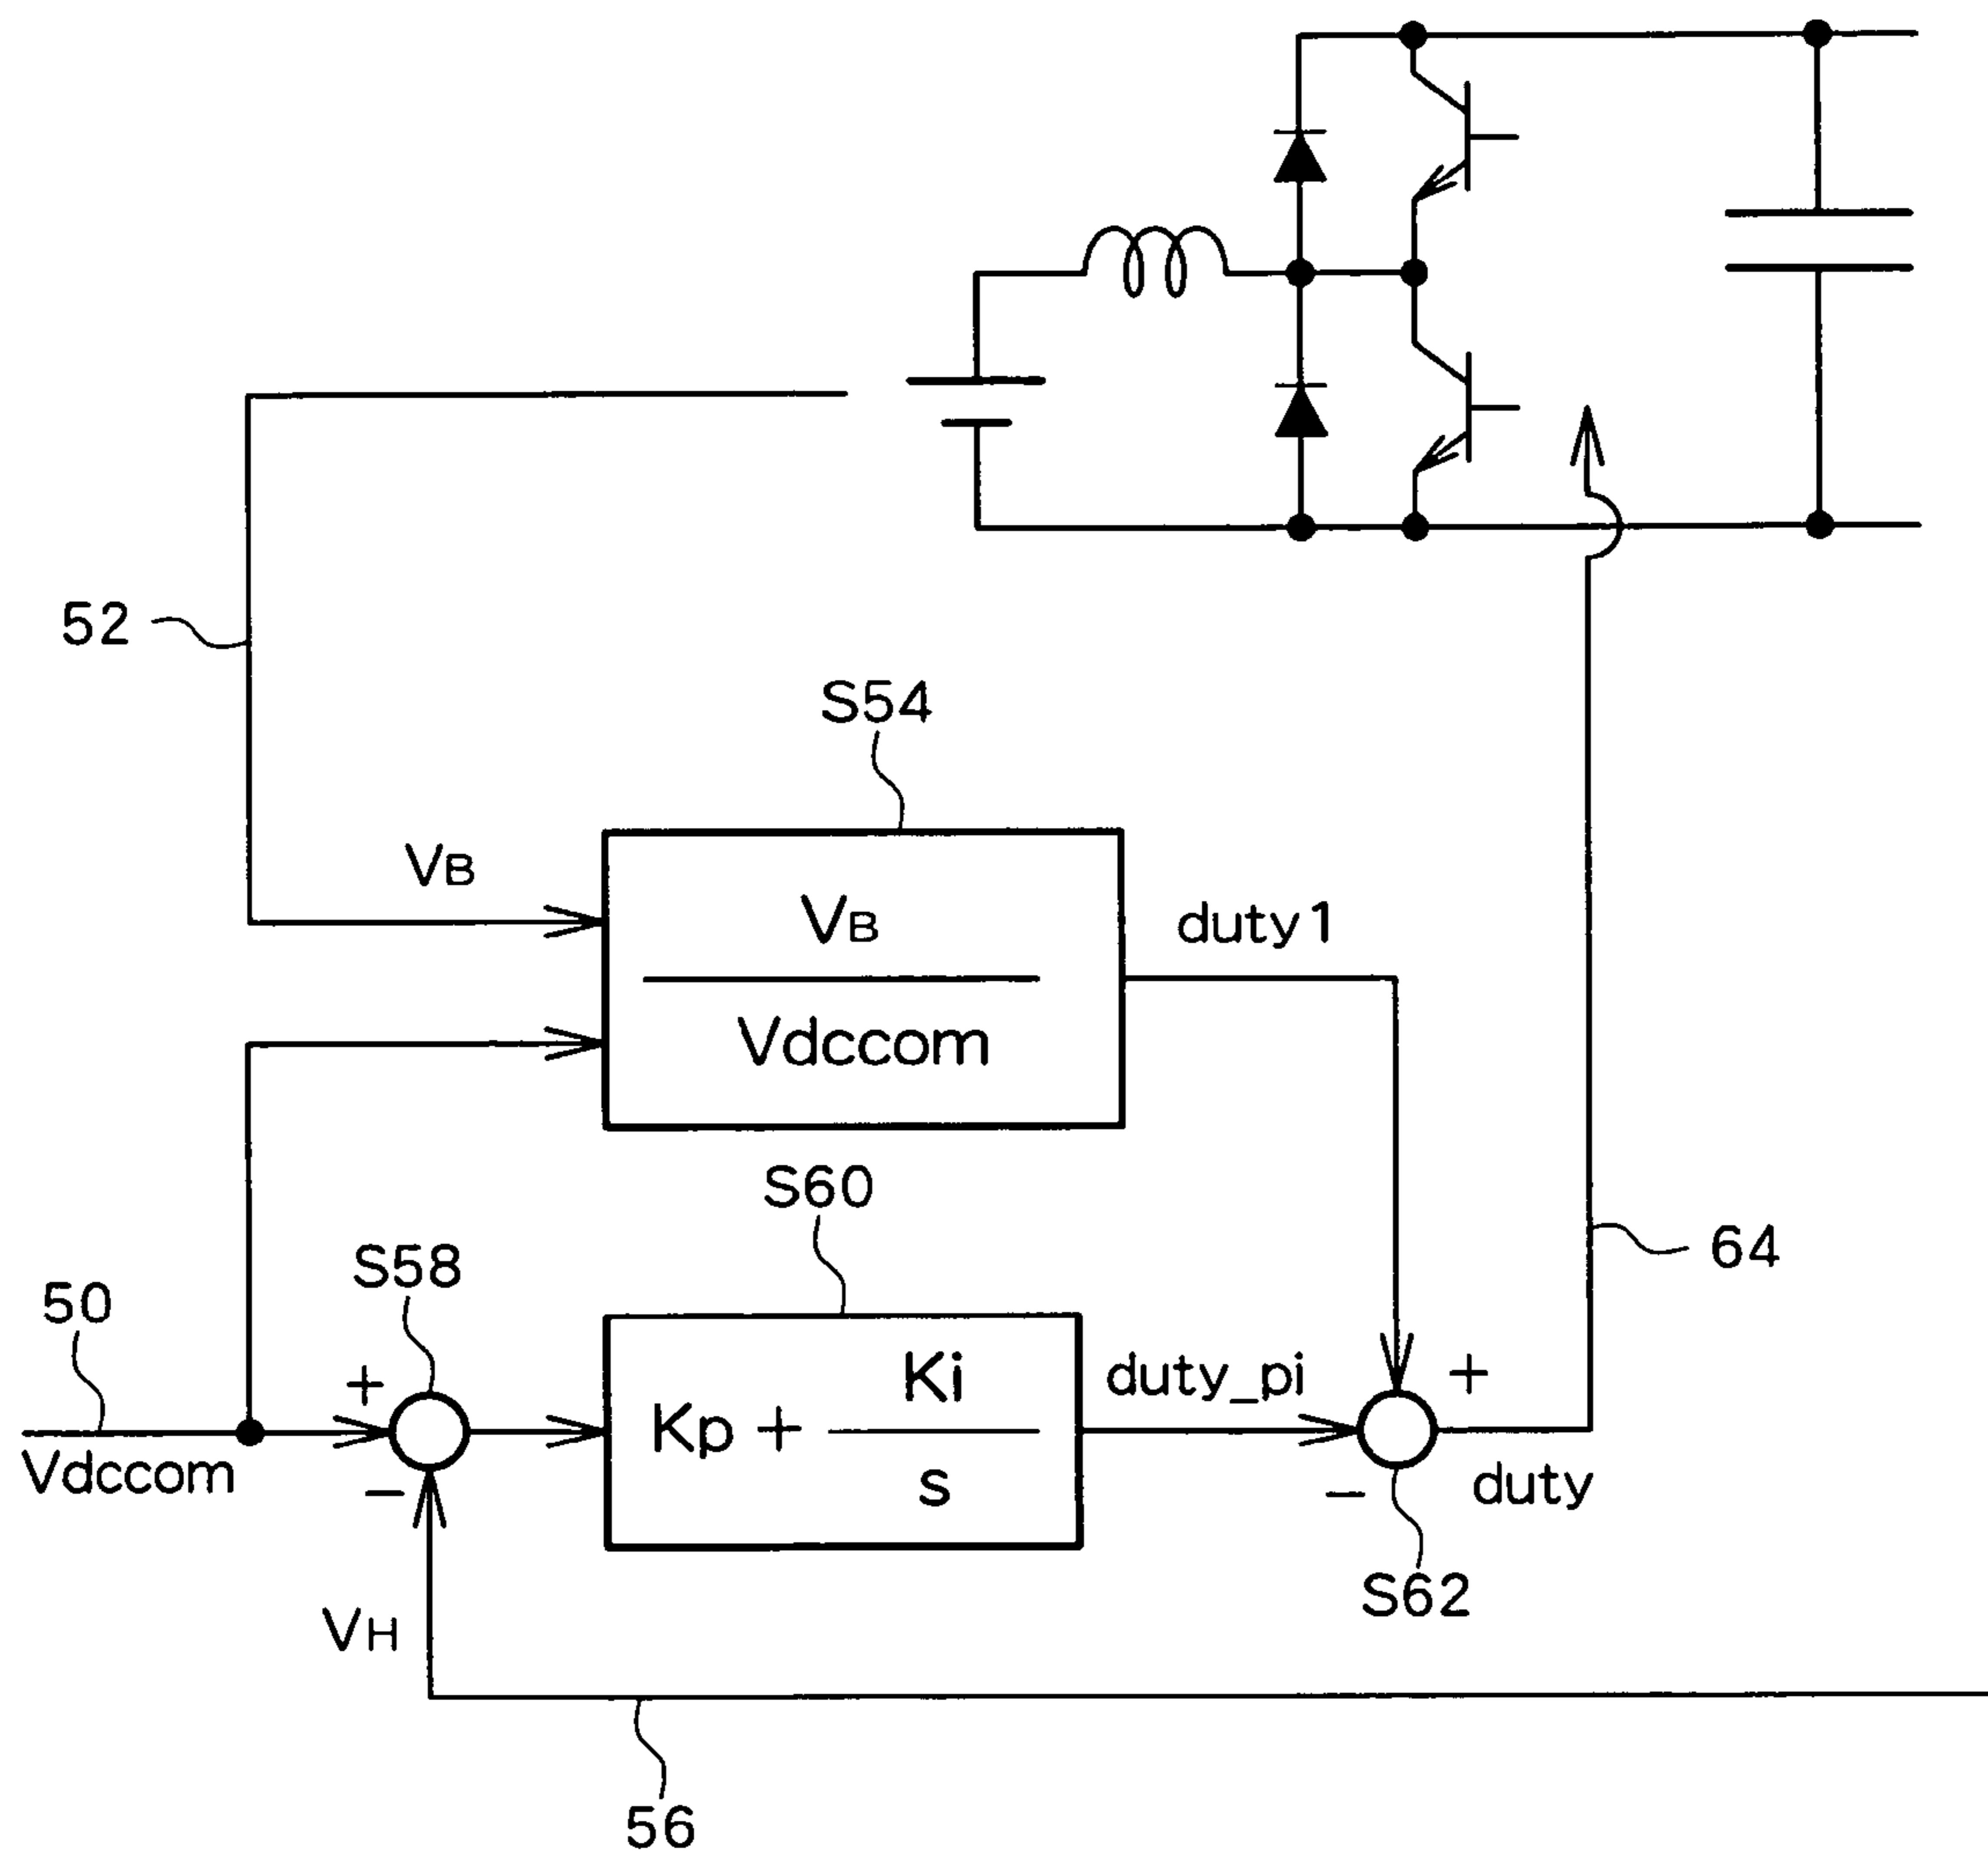 52
S54
VB
VB
Vdccom
duty1
S60
S58
50
64
+
Kp + Ki
s
duty_pi
+
Vdccom
−
−
duty
S62
VH
56